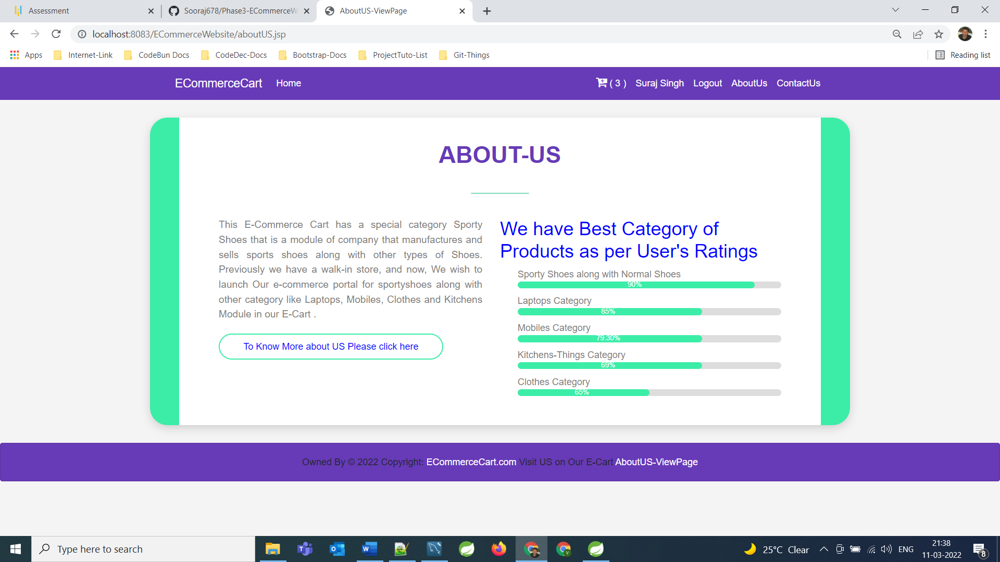 Assessment
Sooraj678/Phase3-ECommerceW
AboutUS-ViewPage
localhost:8083/ECommerceWebsite/aboutUS.jsp
Apps Internet-Link CodeBun Docs CodeDec-Docs Bootstrap-Docs ProjectTuto-List Git-Things Reading list
ECommerceCart Home ( 3 ) Suraj Singh Logout AboutUs ContactUs
ABOUT-US
This E-Commerce Cart has a special category Sporty
Shoes that is a module of company that manufactures and
sells sports shoes along with other types of Shoes.
Previously we have a walk-in store, and now, We wish to
launch Our e-commerce portal for sportyshoes along with
other category like Laptops, Mobiles, Clothes and Kitchens
Module in our E-Cart .
To Know More about US Please click here
We have Best Category of
Products as per User's Ratings
Sporty Shoes along with Normal Shoes
90%
Laptops Category
85%
Mobiles Category
79.30%
Kitchens-Things Category
69%
Clothes Category
65%
Owned By © 2022 Copyright: ECommerceCart.com Visit US on Our E-Cart AboutUS-ViewPage
Type here to search
25°C Clear
ENG
21:38
11-03-2022
8